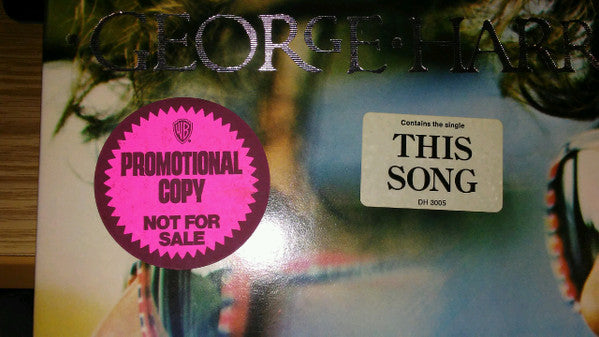 · GEORGE · HARR
WB
PROMOTIONAL
COPY
NOT FOR
SALE
Contains the single
THIS
SONG
DH 3005